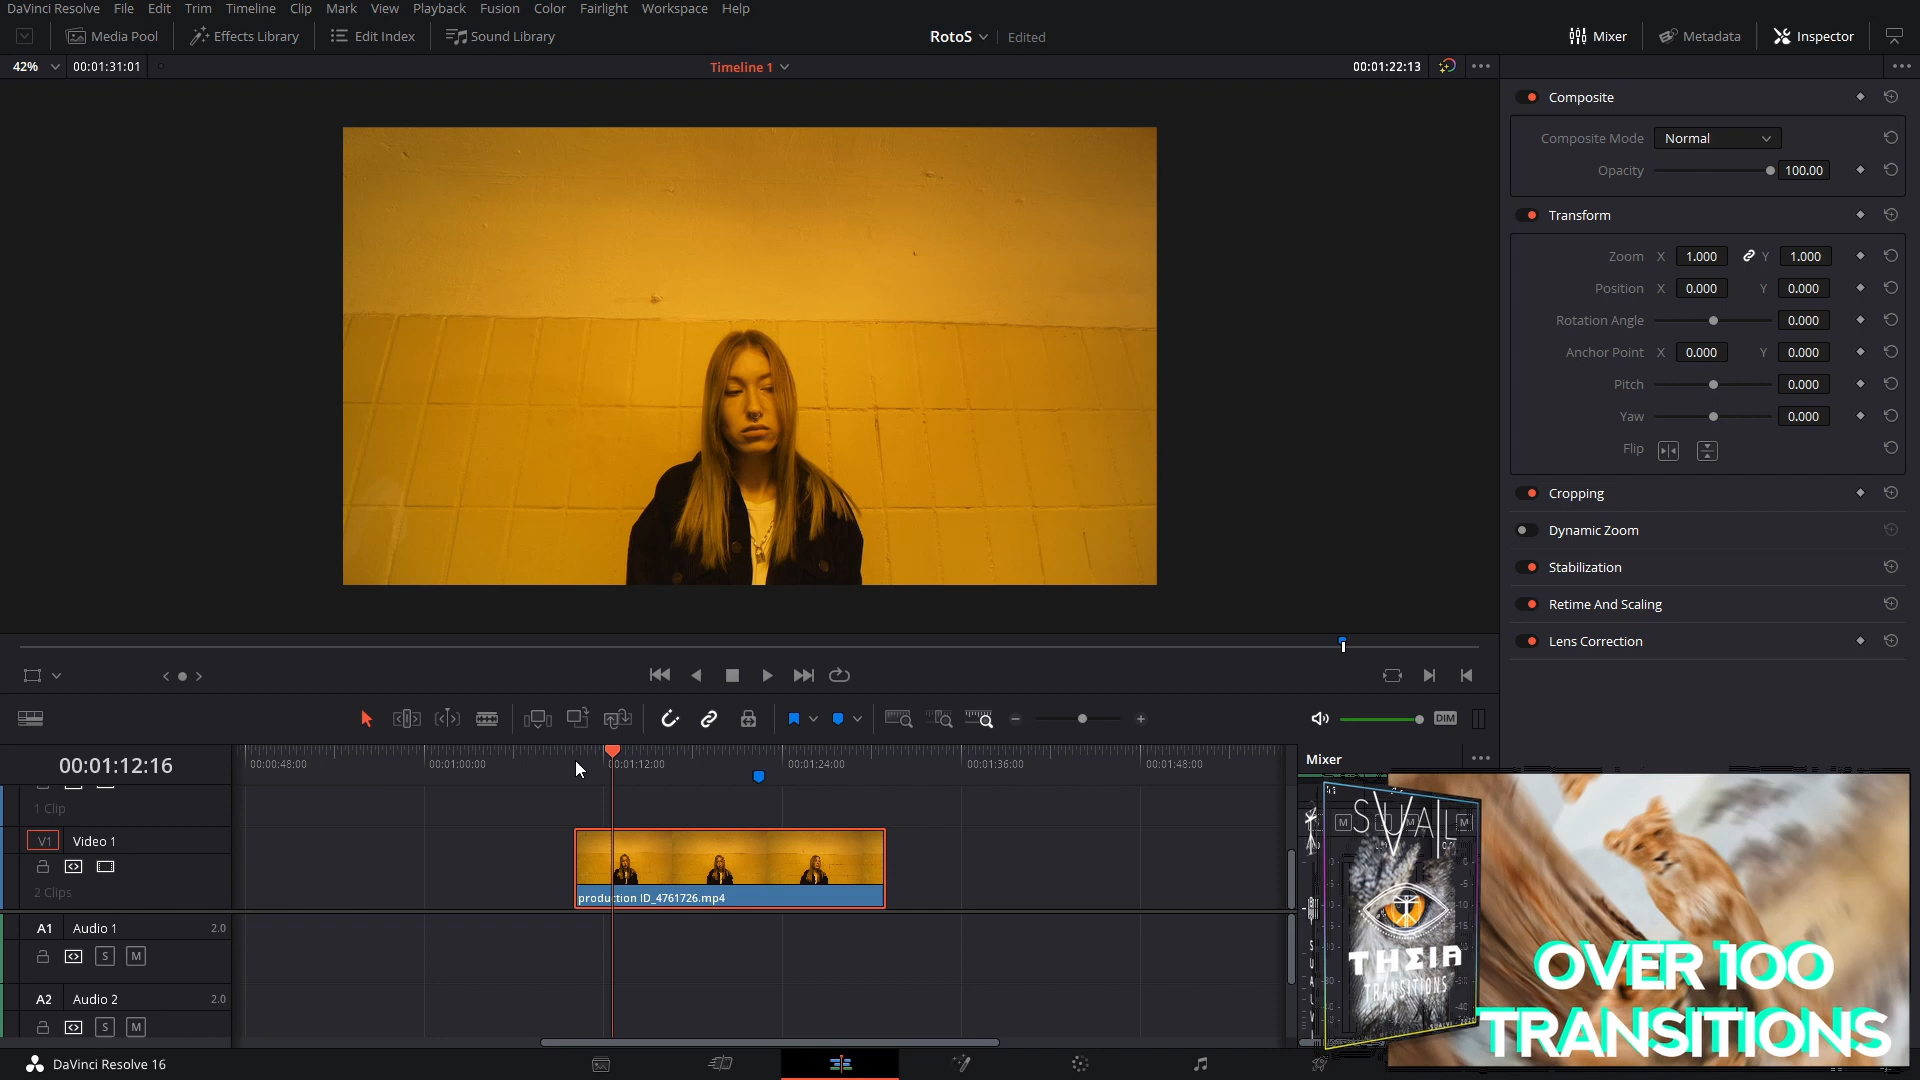 DaVinci Resolve File Edit Trim Timeline Clip Mark View Playback Fusion Color Fairlight Workspace Help
Media Pool Effects Library Edit Index Sound Library RotoS Edited Mixer Metadata Inspector
42% 00:01:31:01 Timeline 1 00:01:22:13
Composite
Composite Mode Normal
Opacity 100.00
Transform
Zoom X 1.000 Y 1.000
Position X 0.000 Y 0.000
Rotation Angle 0.000
Anchor Point X 0.000 Y 0.000
Pitch 0.000
Yaw 0.000
Flip
Cropping
Dynamic Zoom
Stabilization
Retime And Scaling
Lens Correction
DIM
00:01:12:16 00:00:48:00 00:01:00:00 00:01:12:00 00:01:24:00 00:01:36:00 00:01:48:00 Mixer
1 Clip
V1 Video 1
2 Clips
production ID_4761726.mp4
A1 Audio 1 2.0
S M
A2 Audio 2 2.0
S M
SVAL
THEIA
TRANSITIONS
OVER 100
TRANSITIONS
DaVinci Resolve 16